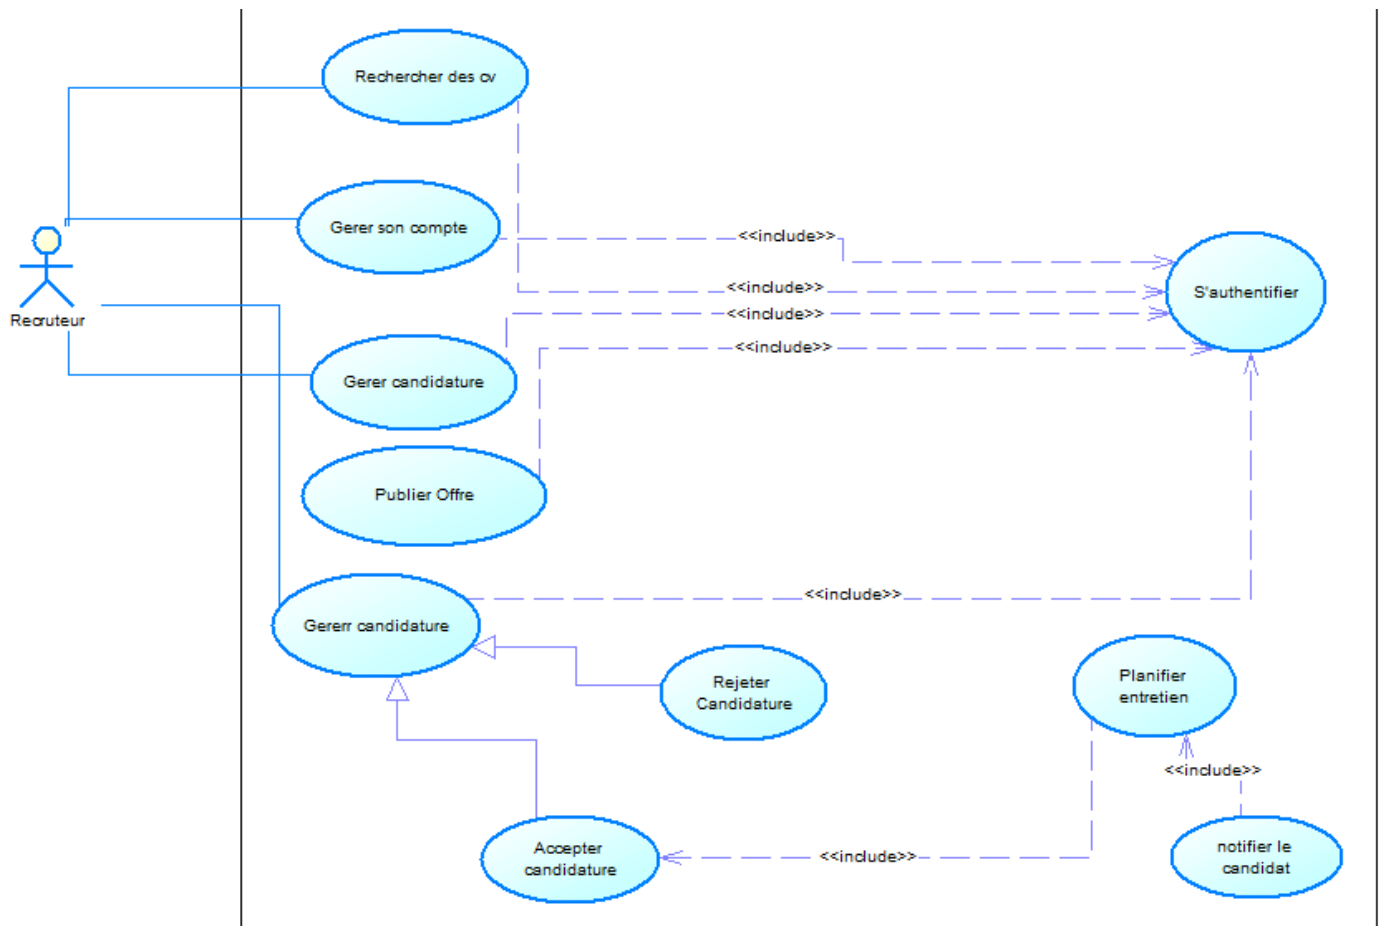 Rechercher des cv
Gerer son compte
<<include>>
S'authentifier
<<include>>
<<include>>
Recruteur
<<include>>
Gerer candidature
Publier Offre
<<include>>
Gererr candidature
Rejeter
Candidature
Planifier
entretien
<<include>>
Accepter
candidature
<<include>>
notifier le
candidat